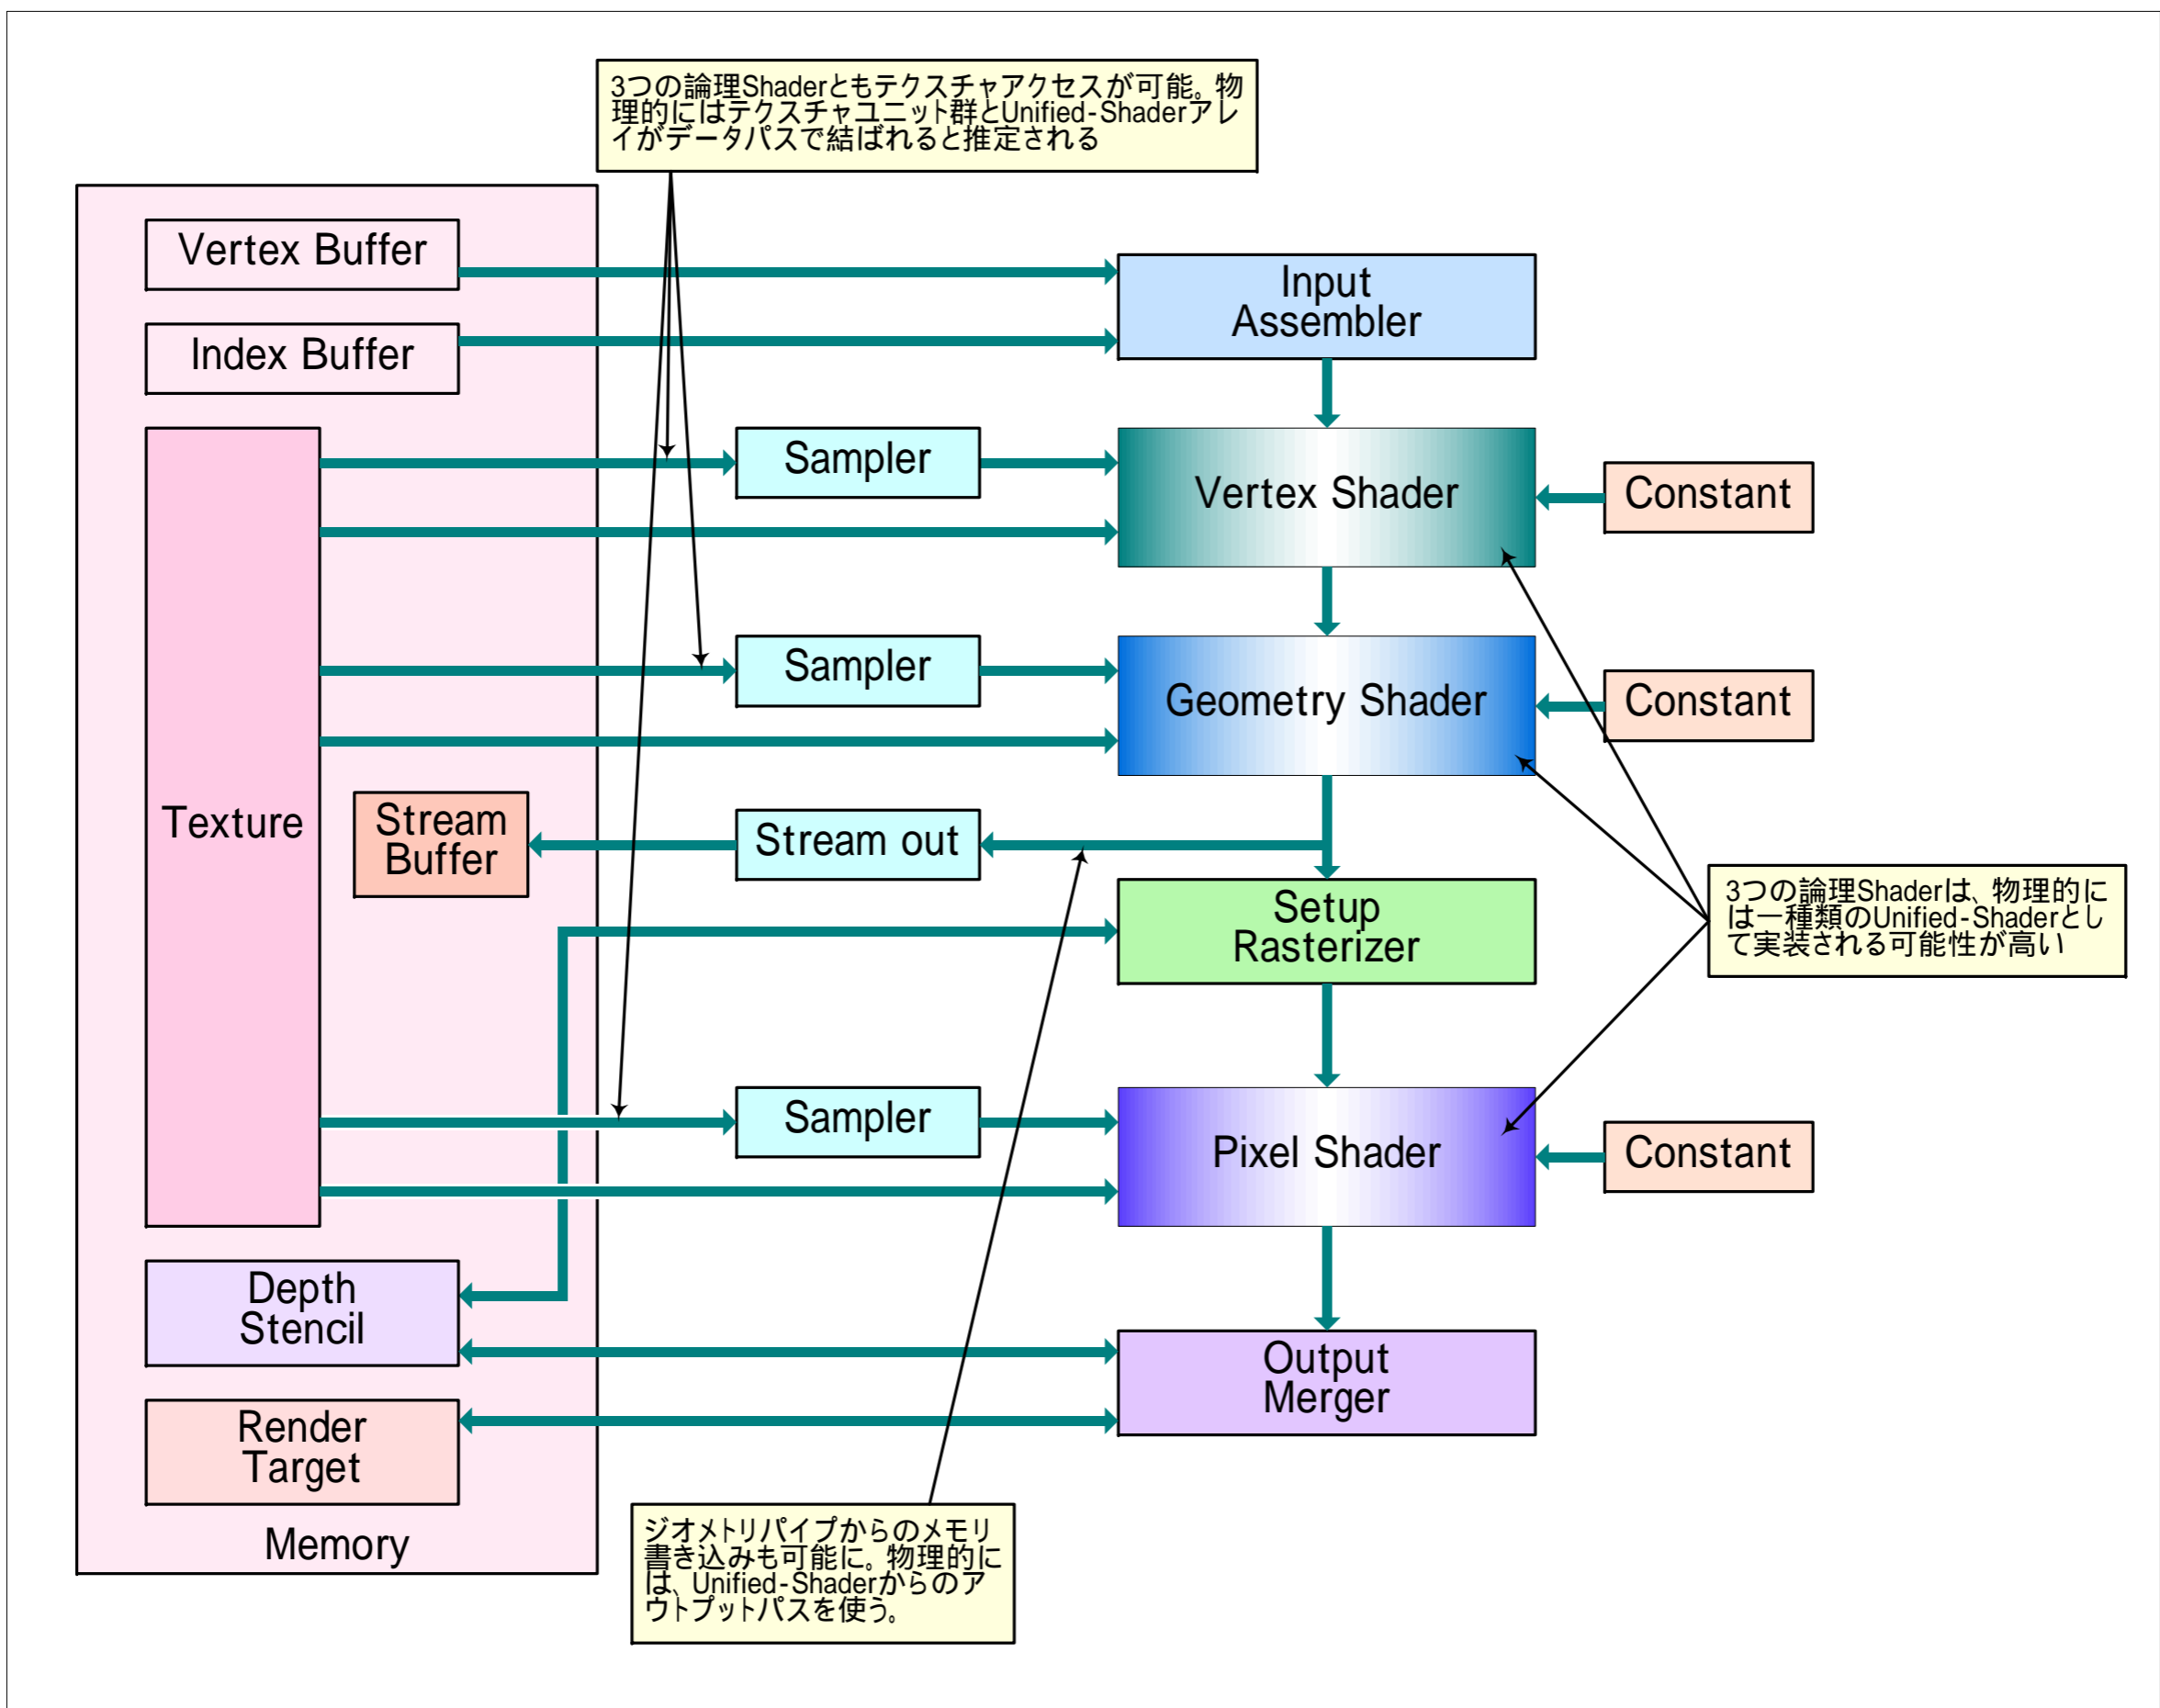 3つの論理Shaderともテクスチャアクセスが可能。物
理的にはテクスチャユニット群とUnified-Shaderアレ
イがデータパスで結ばれると推定される
Vertex Buffer
Input
Assembler
Index Buffer
Sampler
Vertex Shader
Constant
Sampler
Geometry Shader
Constant
Texture
Stream
Buffer
Stream out
Setup
Rasterizer
3つの論理Shaderは、物理的に
は一種類のUnified-Shaderとし
て実装される可能性が高い
Sampler
Pixel Shader
Constant
Depth
Stencil
Output
Merger
Render
Target
Memory
ジオメトリパイプからのメモリ
書き込みも可能に。物理的に
は、Unified-Shaderからのア
ウトプットパスを使う。